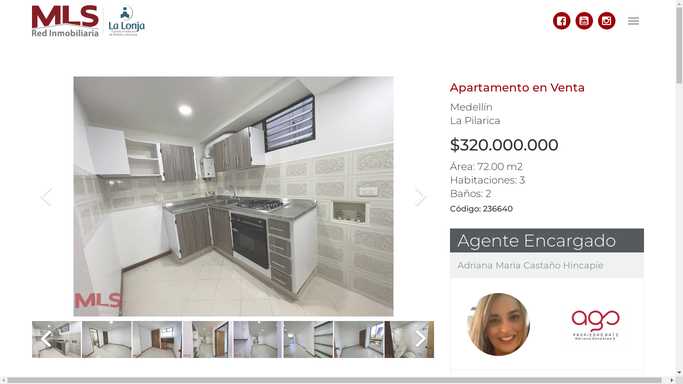 MLS
Red Inmobiliaria
La Lonja
Apartamento en Venta
Medellín
La Pilarica
$320.000.000
Área: 72.00 m2
Habitaciones: 3
Baños: 2
Código: 236640
Agente Encargado
Adriana Maria Castaño Hincapie
MLS
ago